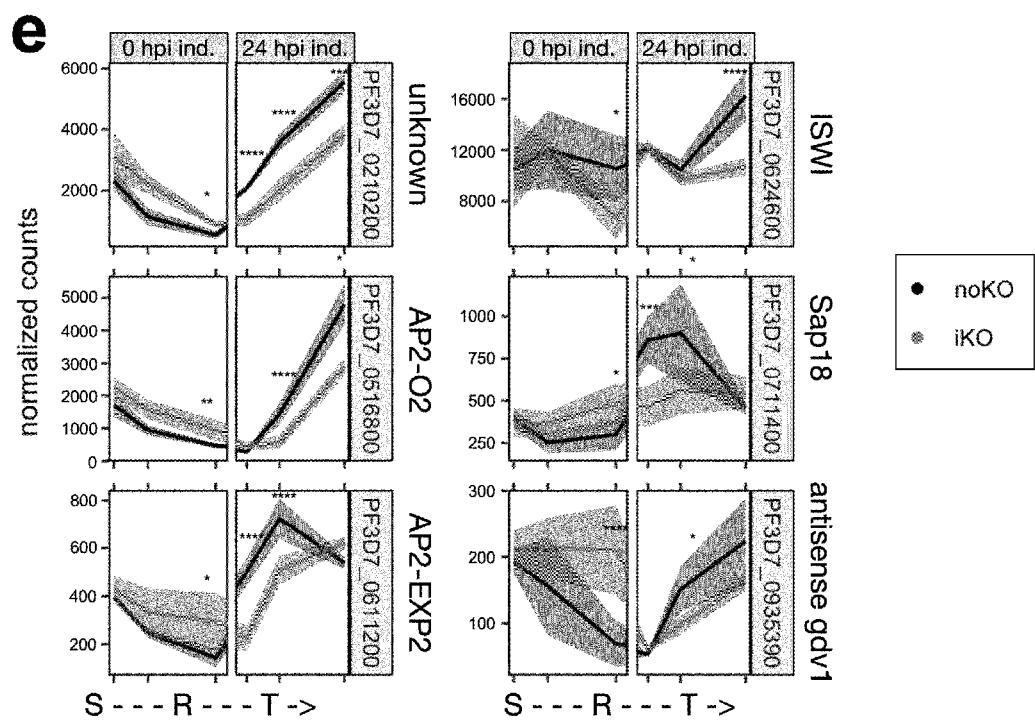 e
normalized counts
0 hpi ind.
24 hpi ind.
6000
4000
2000
****
****
***
*
PF3D7_0210200
unknown
5000
4000
3000
2000
1000
0
**
****
*
PF3D7_0516800
AP2-O2
800
600
400
200
*
****
****
PF3D7_0611200
AP2-EXP2
S - - - R - - - T ->
0 hpi ind.
24 hpi ind.
16000
12000
8000
*
****
PF3D7_0624600
ISWI
1000
750
500
250
*
****
*
PF3D7_0711400
Sap18
300
200
100
****
*
PF3D7_0935390
antisense gdv1
S - - - R - - - T ->
noKO
iKO